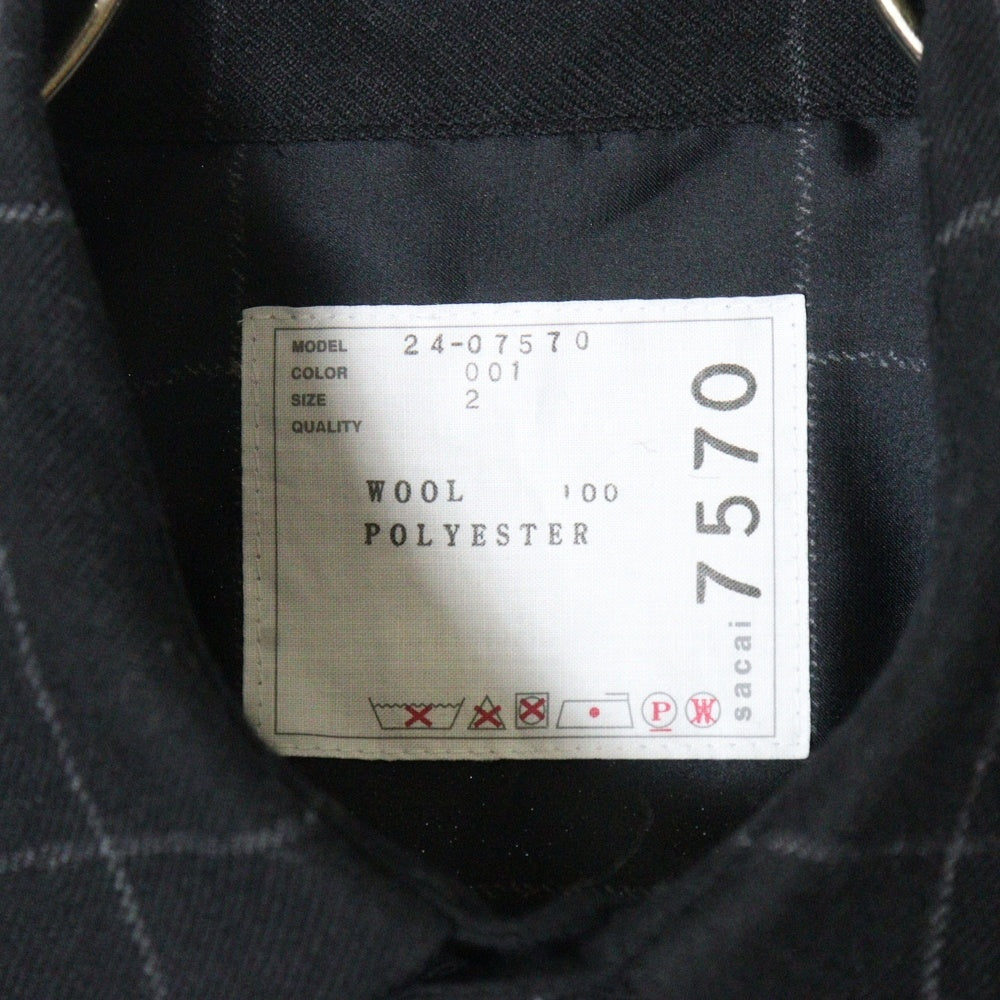 MODEL 24-07570
COLOR 001
SIZE 2
QUALITY
WOOL 100
POLYESTER
P
W
sacai 7570